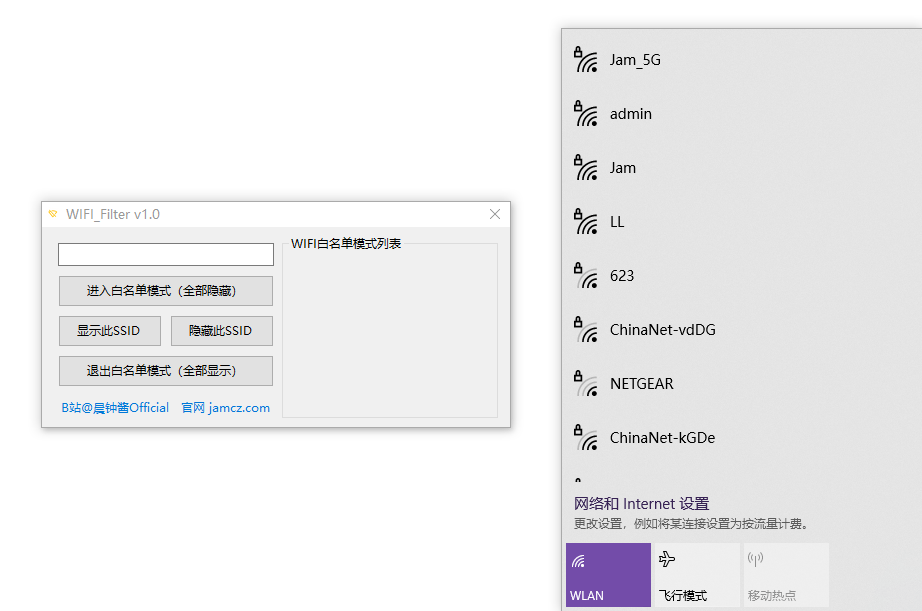 WIFI_Filter v1.0
进入白名单模式（全部隐藏）
显示此SSID
隐藏此SSID
退出白名单模式（全部显示）
B站@晨钟酱Official
官网 jamcz.com
WIFI白名单模式列表
Jam_5G
admin
Jam
LL
623
ChinaNet-vdDG
NETGEAR
ChinaNet-kGDe
网络和 Internet 设置
更改设置，例如将某连接设置为按流量计费。
WLAN
飞行模式
移动热点